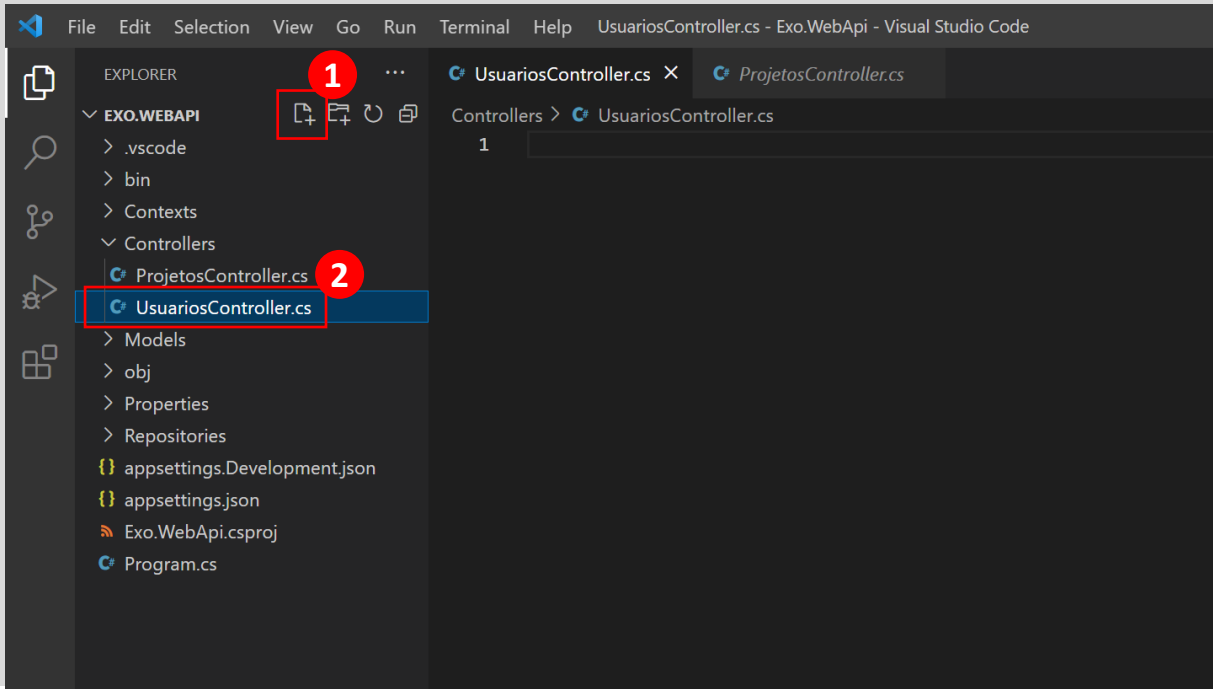 File Edit Selection View Go Run Terminal Help UsuariosController.cs - Exo.WebApi - Visual Studio Code
EXPLORER ···
1
C# UsuariosController.cs × C# ProjetosController.cs
EXO.WEBAPI
Controllers > C# UsuariosController.cs
1
.vscode
bin
Contexts
Controllers
C# ProjetosController.cs
2
C# UsuariosController.cs
Models
obj
Properties
Repositories
{} appsettings.Development.json
{} appsettings.json
Exo.WebApi.csproj
C# Program.cs